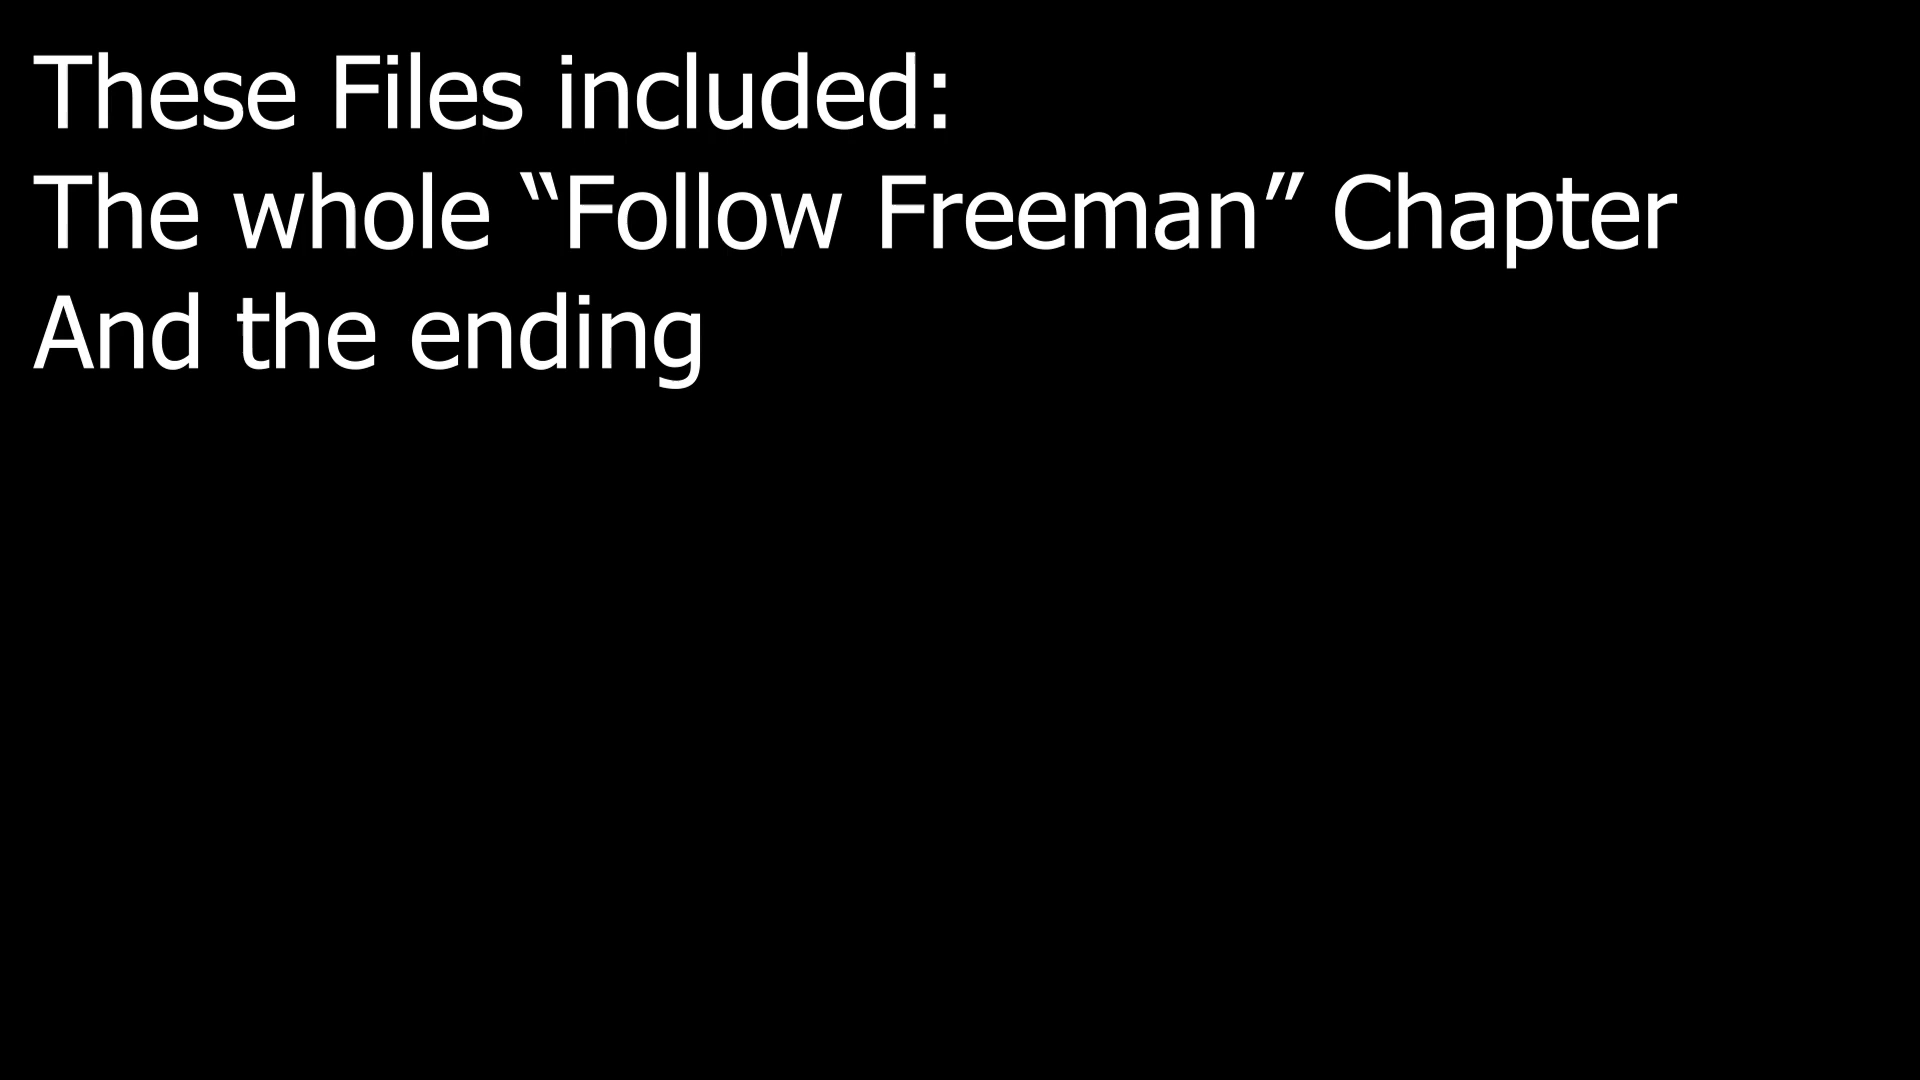 These Files included:
The whole “Follow Freeman” Chapter
And the ending